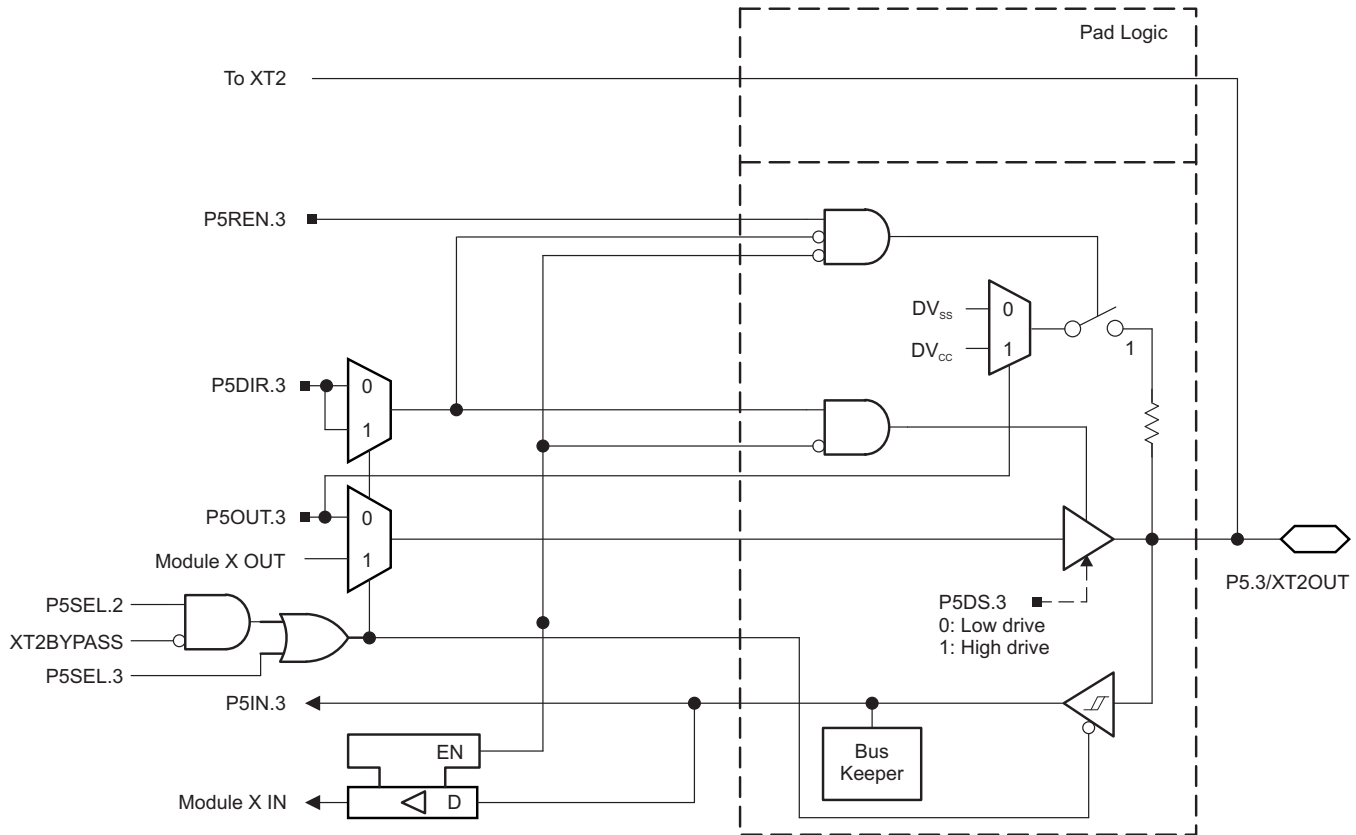 Pad Logic
To XT2
P5REN.3
DVSS
0
DVCC
1
1
P5DIR.3
0
1
P5OUT.3
0
Module X OUT
1
P5SEL.2
XT2BYPASS
P5SEL.3
P5DS.3
0: Low drive
1: High drive
P5.3/XT2OUT
P5IN.3
EN
Bus
Keeper
Module X IN
D